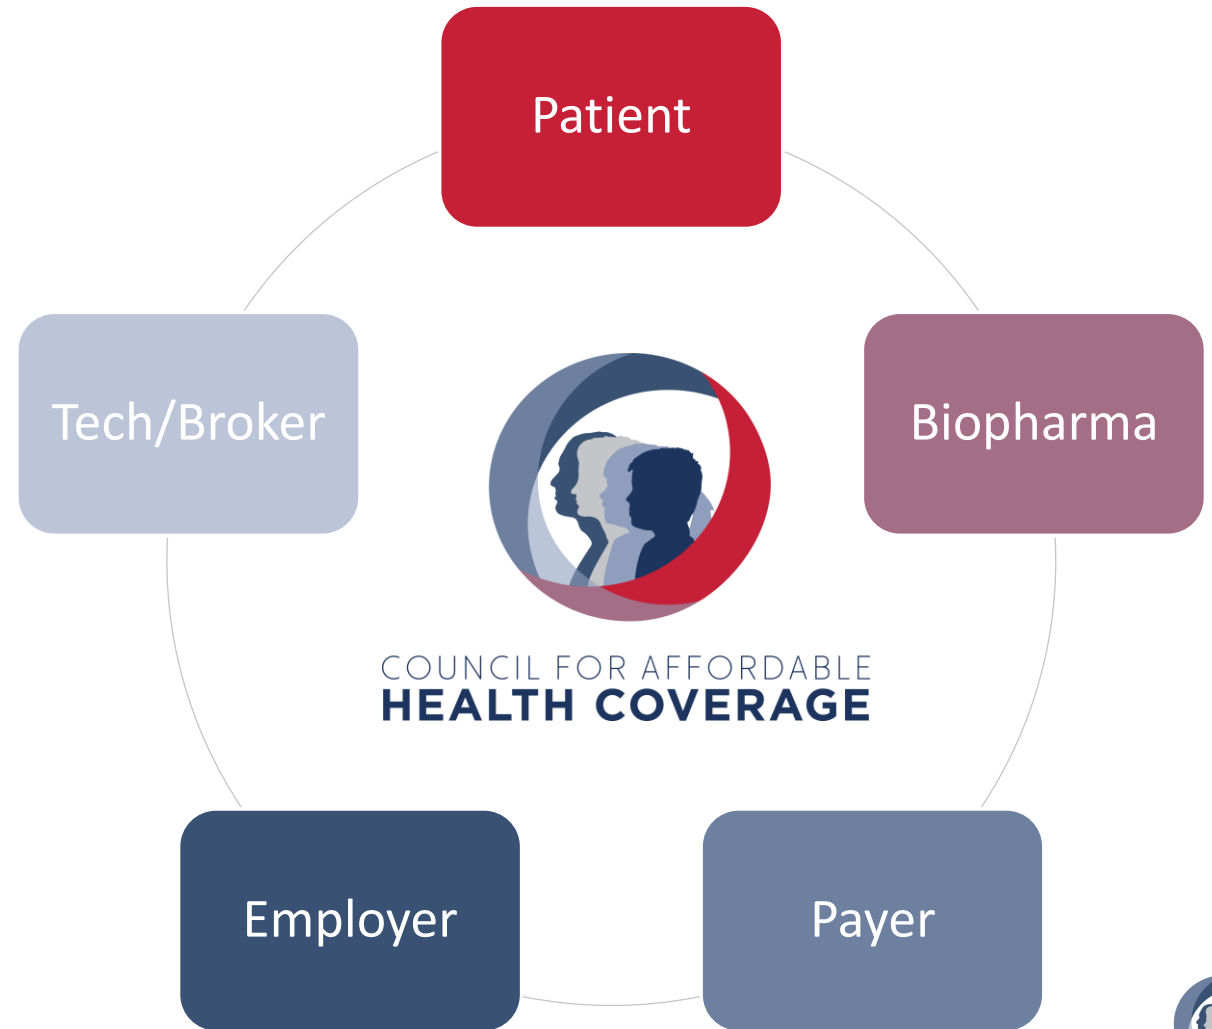 Patient
Tech/Broker
Biopharma
COUNCIL FOR AFFORDABLE
HEALTH COVERAGE
Employer
Payer